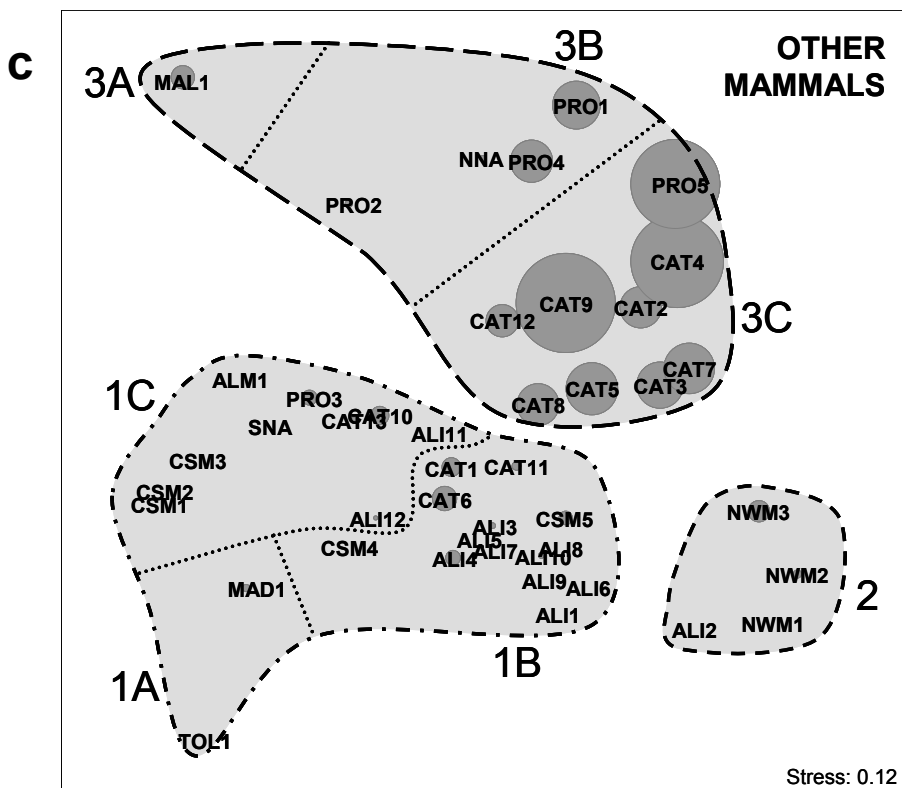 c
OTHER
MAMMALS
3A
3B
MAL1
PRO1
NNA PRO4
PRO5
PRO2
CAT4
CAT9
CAT2
CAT12
3C
CAT7
CAT3
CAT5
CAT8
1C
ALM1
PRO3
CAT10
CAT13
SNA
ALI11
CSM3
CAT1
CAT11
CSM2
CSM1
CAT6
ALI12
CSM5
ALI3
ALI5
CSM4
ALI7
ALI8
ALI4
ALI10
ALI9
ALI6
MAD1
ALI1
NWM3
NWM2
2
NWM1
ALI2
1B
1A
TOL1
Stress: 0.12